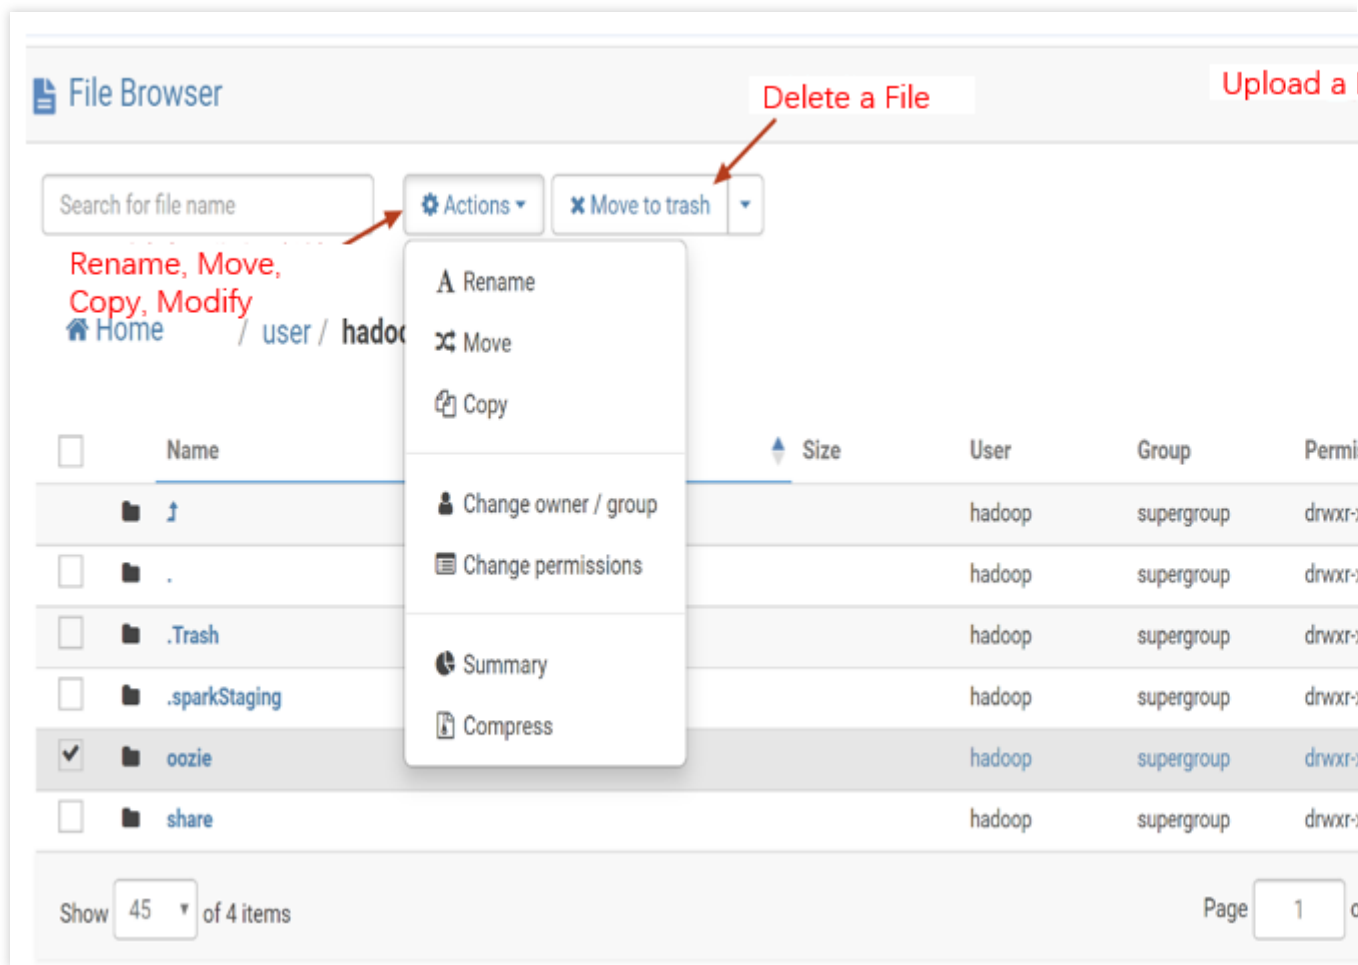 File Browser
Delete a File
Upload a
Search for file name
Actions
Move to trash
Rename, Move,
Copy, Modify
Home / user /
Rename
Move
Copy
Change owner / group
Change permissions
Summary
Compress
Name Size User Group
hadoop supergroup
. hadoop supergroup
.Trash hadoop supergroup
.sparkStaging hadoop supergroup
oozie hadoop supergroup
share hadoop supergroup
Show 45 of 4 items
Page 1